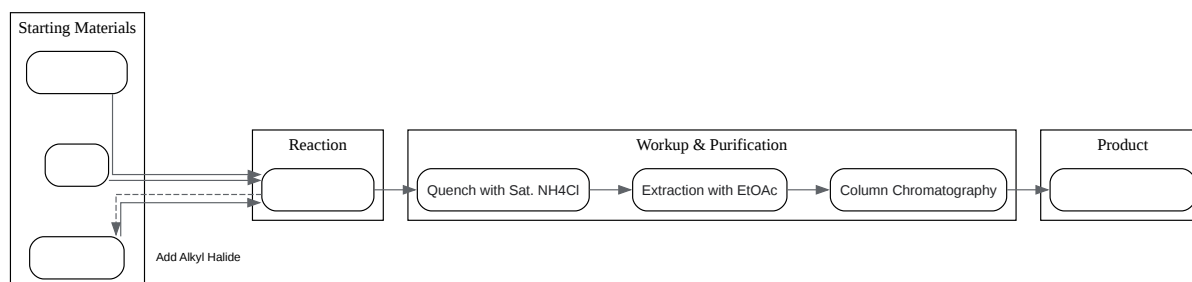 Starting Materials
Reaction
Workup & Purification
Product
Quench with Sat. NH4Cl
Extraction with EtOAc
Column Chromatography
Add Alkyl Halide